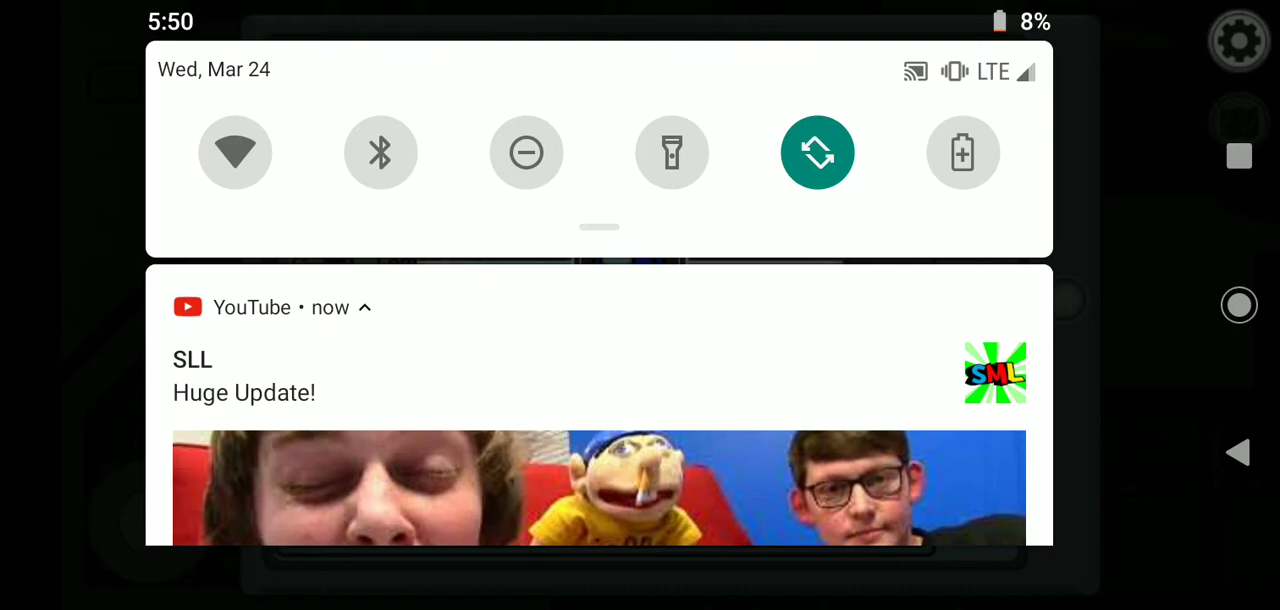 5:50
8%
Wed, Mar 24
LTE
YouTube • now
SLL
SML
Huge Update!